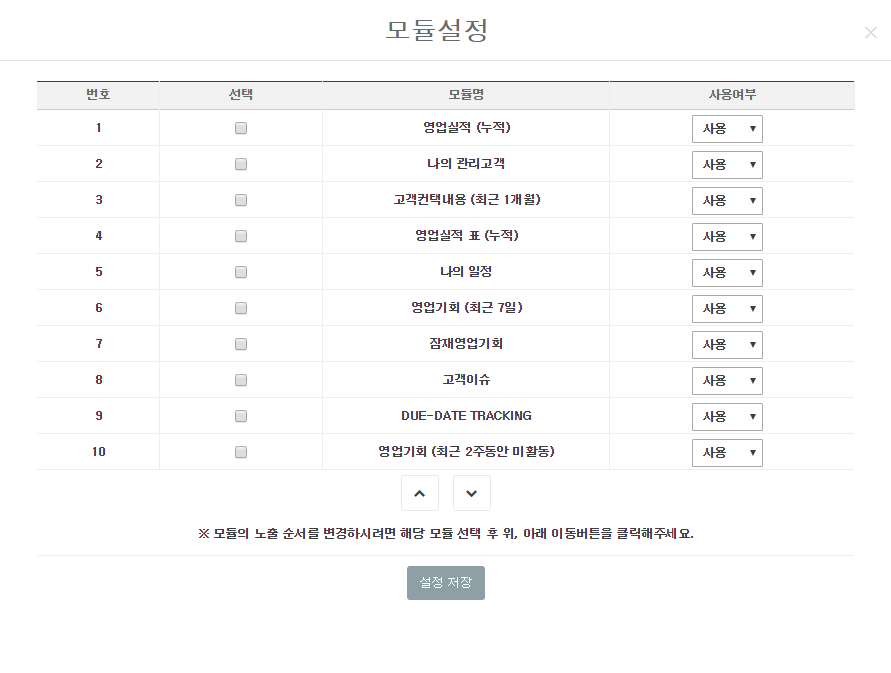 모듈설정
번호 선택 모듈명 사용여부
1 영업실적 (누적) 사용
2 나의 관리고객 사용
3 고객컨택내용 (최근 1개월) 사용
4 영업실적 표 (누적) 사용
5 나의 일정 사용
6 영업기회 (최근 7일) 사용
7 잠재영업기회 사용
8 고객이슈 사용
9 DUE-DATE TRACKING 사용
10 영업기회 (최근 2주동안 미활동) 사용
※ 모듈의 노출 순서를 변경하시려면 해당 모듈 선택 후 위, 아래 이동버튼을 클릭해주세요.
설정 저장